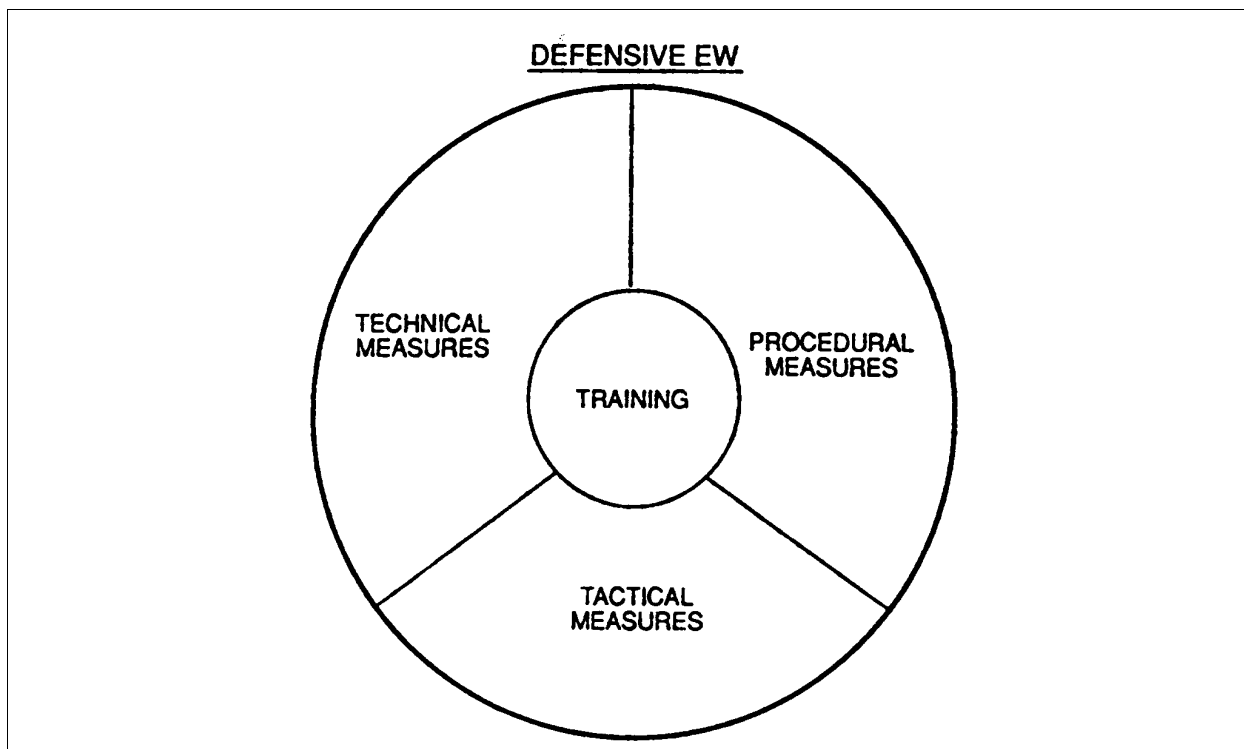 DEFENSIVE EW
TECHNICAL
MEASURES
PROCEDURAL
MEASURES
TRAINING
TACTICAL
MEASURES